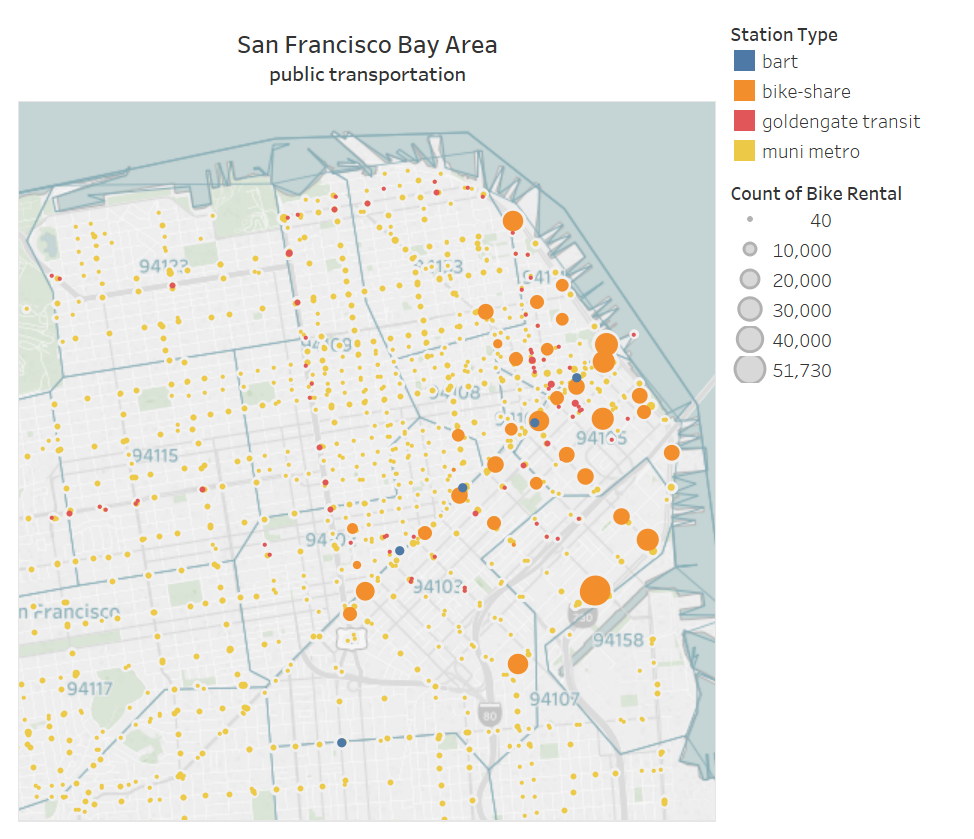 San Francisco Bay Area
public transportation
Station Type
bart
bike-share
goldengate transit
muni metro
Count of Bike Rental
40
10,000
20,000
30,000
40,000
51,730
94115
94103
94158
94117
94107
80